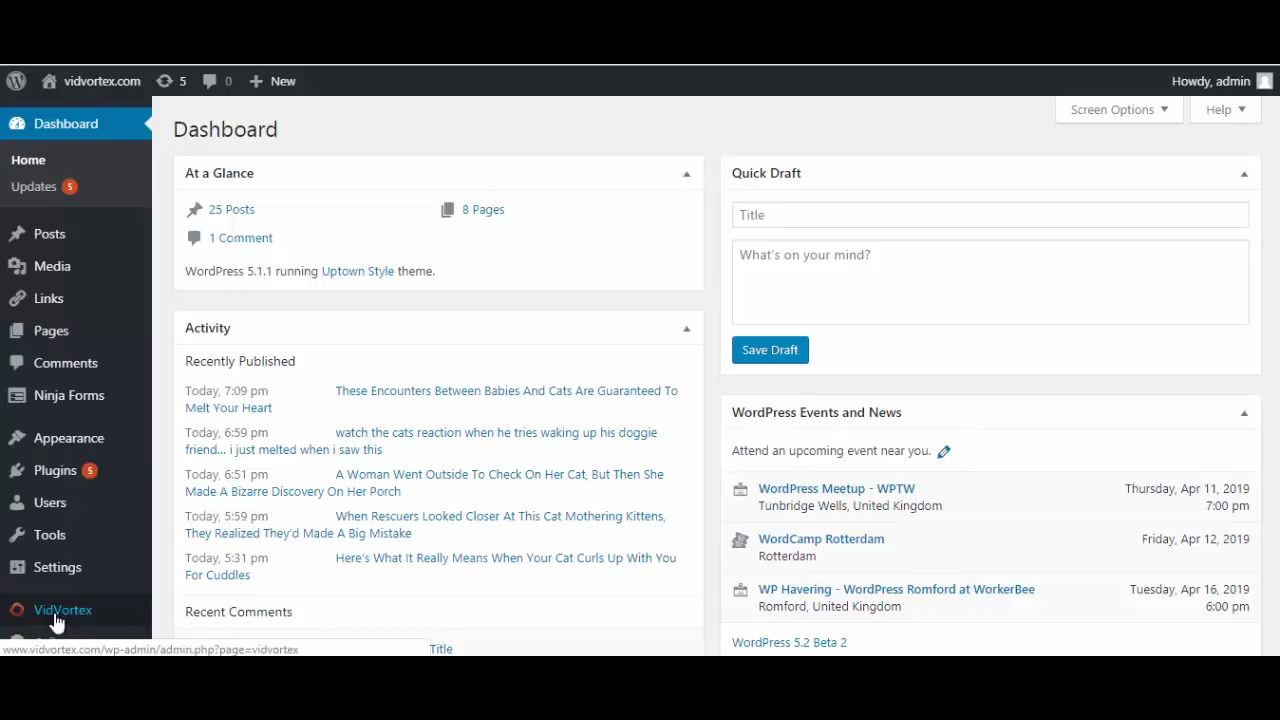 vidvortex.com 5 0 New Howdy, admin
Dashboard
Home
Updates 5
Posts
Media
Links
Pages
Comments
Ninja Forms
Appearance
Plugins 5
Users
Tools
Settings
VidVortex
www.vidvortex.com/wp-admin/admin.php?page=vidvortex
Screen Options Help
Dashboard
At a Glance
25 Posts 8 Pages
1 Comment
WordPress 5.1.1 running Uptown Style theme.
Activity
Recently Published
Today, 7:09 pm These Encounters Between Babies And Cats Are Guaranteed To
Melt Your Heart
Today, 6:59 pm watch the cats reaction when he tries waking up his doggie
friend... i just melted when i saw this
Today, 6:51 pm A Woman Went Outside To Check On Her Cat, But Then She
Made A Bizarre Discovery On Her Porch
Today, 5:59 pm When Rescuers Looked Closer At This Cat Mothering Kittens,
They Realized They'd Made A Big Mistake
Today, 5:31 pm Here's What It Really Means When Your Cat Curls Up With You
For Cuddles
Recent Comments
Title
Quick Draft
Title
What's on your mind?
Save Draft
WordPress Events and News
Attend an upcoming event near you.
WordPress Meetup - WPTW Thursday, Apr 11, 2019
Tunbridge Wells, United Kingdom 7:00 pm
WordCamp Rotterdam Friday, Apr 12, 2019
Rotterdam
WP Havering - WordPress Romford at WorkerBee Tuesday, Apr 16, 2019
Romford, United Kingdom 6:00 pm
WordPress 5.2 Beta 2